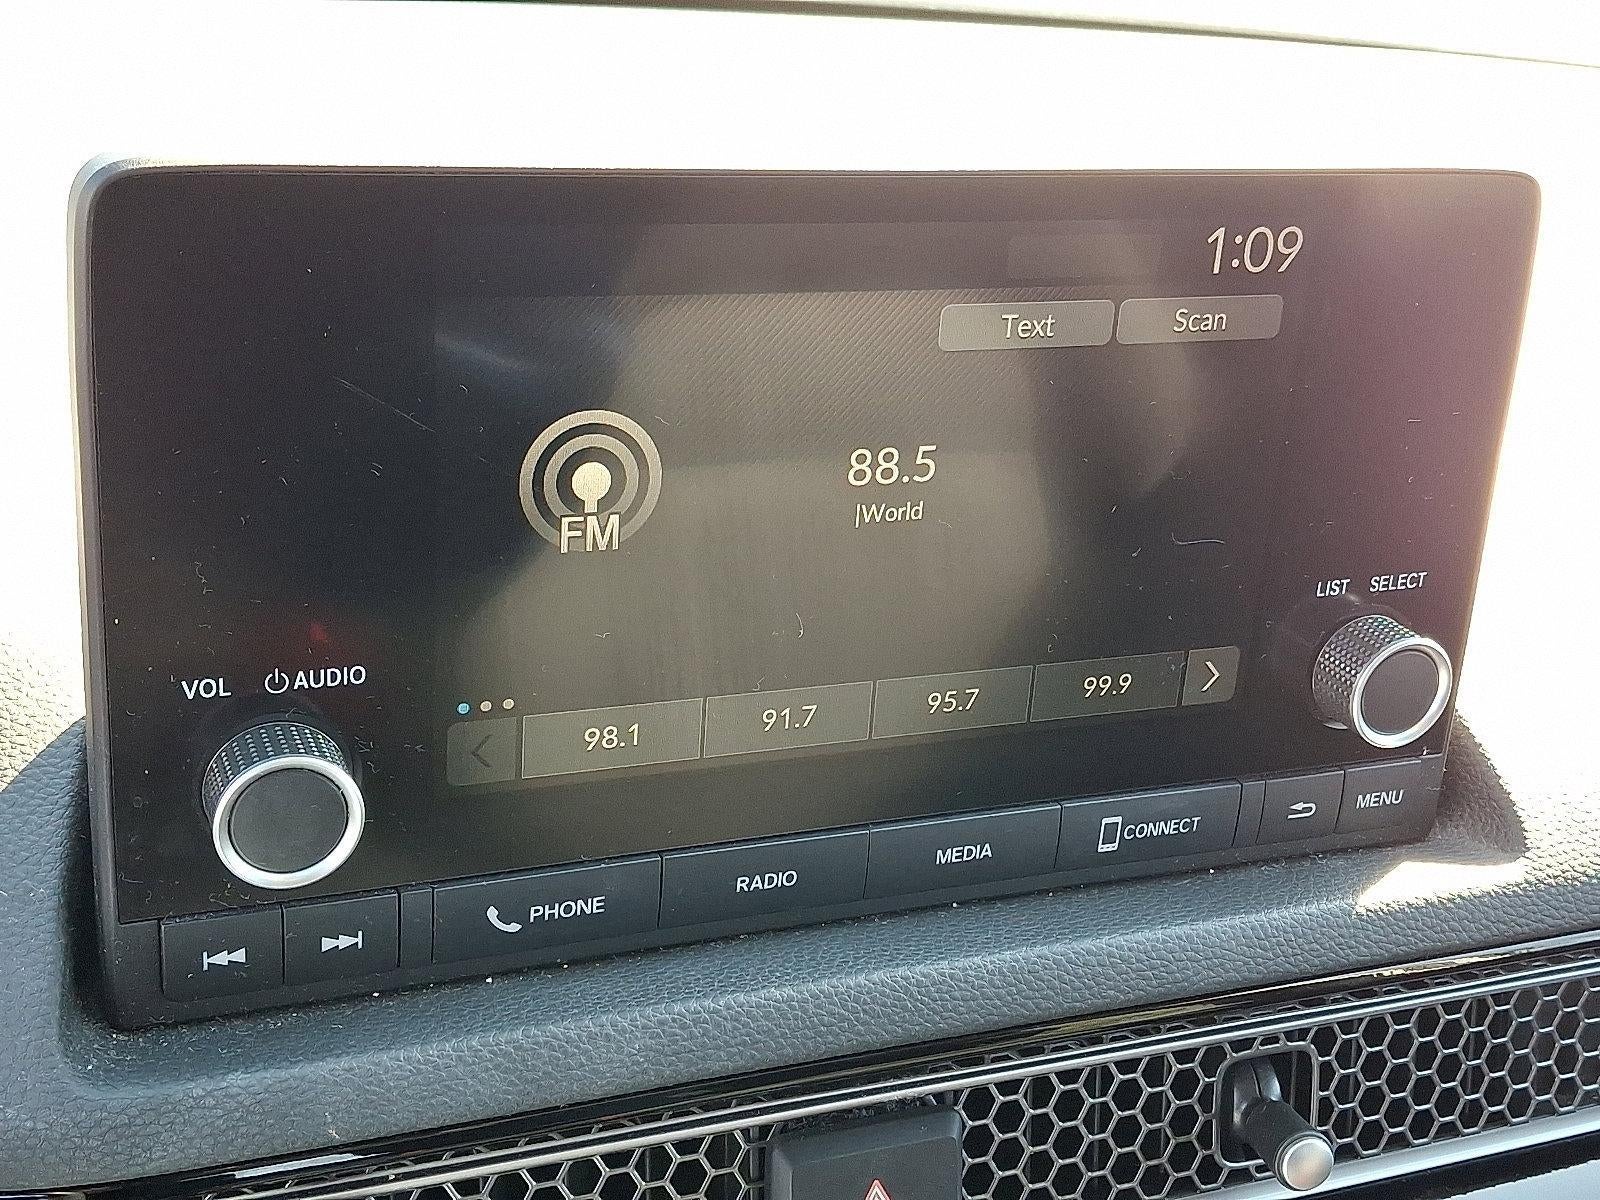 1:09
Text Scan
88.5
|World
FM
LIST SELECT
VOL AUDIO
98.1 91.7 95.7 99.9
PHONE RADIO MEDIA CONNECT MENU